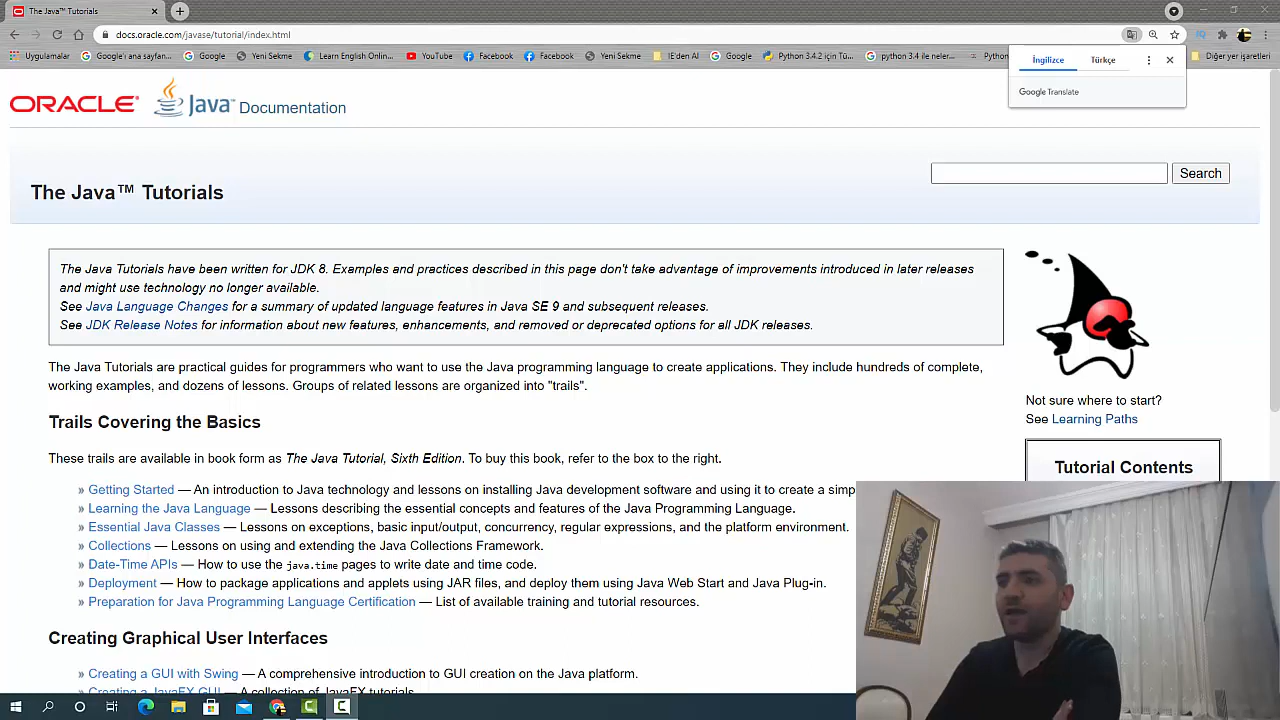 The Java™ Tutorials
docs.oracle.com/javase/tutorial/index.html
Uygulamalar
Google'ı ana sayfan...
Google
Yeni Sekme
Learn English Onlin...
YouTube
Facebook
Facebook
Yeni Sekme
IE'den Al
Google
Python 3.4.2 için Tü...
python 3.4 ile neler...
Python
Diğer yer işaretleri
İngilizce
Türkçe
Google Translate
ORACLE
Java™ Documentation
The Java™ Tutorials
Search
The Java Tutorials have been written for JDK 8. Examples and practices described in this page don't take advantage of improvements introduced in later releases
and might use technology no longer available.
See Java Language Changes for a summary of updated language features in Java SE 9 and subsequent releases.
See JDK Release Notes for information about new features, enhancements, and removed or deprecated options for all JDK releases.
The Java Tutorials are practical guides for programmers who want to use the Java programming language to create applications. They include hundreds of complete,
working examples, and dozens of lessons. Groups of related lessons are organized into "trails".
Not sure where to start?
See Learning Paths
Trails Covering the Basics
These trails are available in book form as The Java Tutorial, Sixth Edition. To buy this book, refer to the box to the right.
Tutorial Contents
» Getting Started — An introduction to Java technology and lessons on installing Java development software and using it to create a simp
» Learning the Java Language — Lessons describing the essential concepts and features of the Java Programming Language.
» Essential Java Classes — Lessons on exceptions, basic input/output, concurrency, regular expressions, and the platform environment.
» Collections — Lessons on using and extending the Java Collections Framework.
» Date-Time APIs — How to use the java.time pages to write date and time code.
» Deployment — How to package applications and applets using JAR files, and deploy them using Java Web Start and Java Plug-in.
» Preparation for Java Programming Language Certification — List of available training and tutorial resources.
Creating Graphical User Interfaces
» Creating a GUI with Swing — A comprehensive introduction to GUI creation on the Java platform.
» Creating a JavaFX GUI — A collection of JavaFX tutorials.